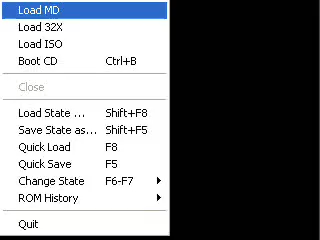 Load MD
Load 32X
Load ISO
Boot CD Ctrl+B
Close
Load State ... Shift+F8
Save State as... Shift+F5
Quick Load F8
Quick Save F5
Change State F6-F7
ROM History
Quit